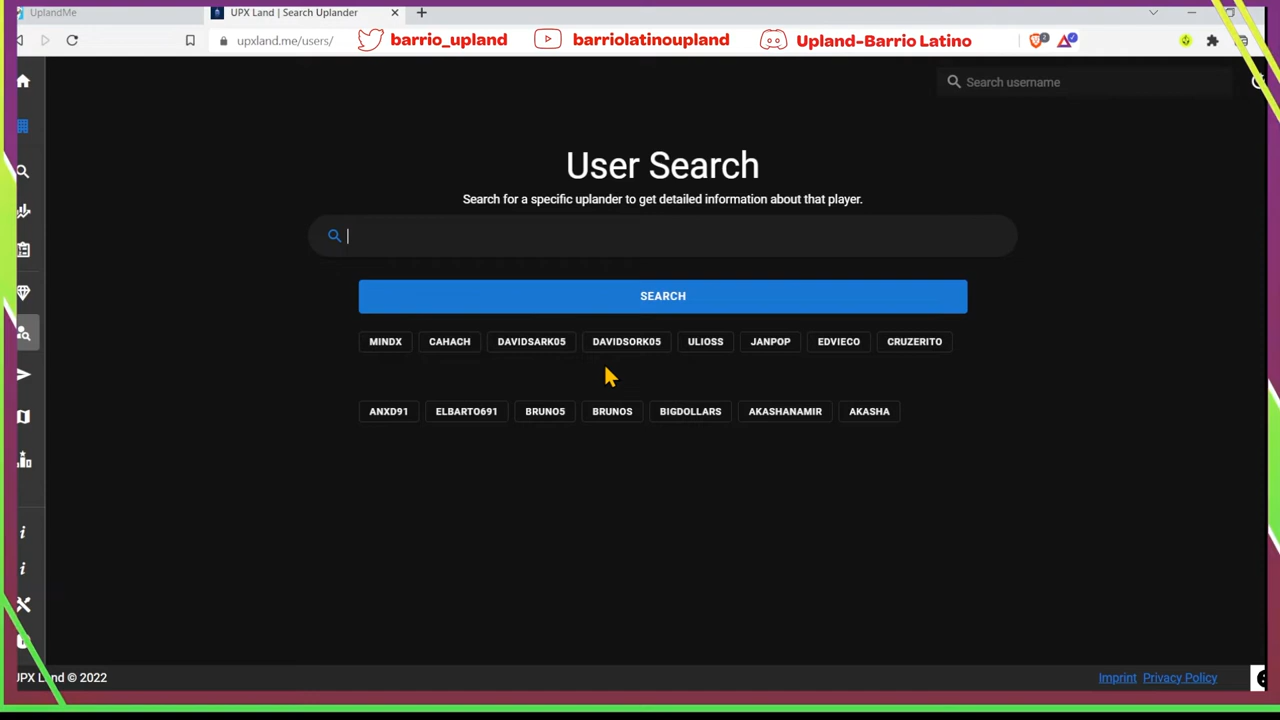 UplandMe
UPX Land | Search Uplander
upxland.me/users/
barrio_upland
barriolatinoupland
Upland-Barrio Latino
Search username
User Search
Search for a specific uplander to get detailed information about that player.
SEARCH
MINDX CAHACH DAVIDSARK05 DAVIDSORK05 ULIOSS JANPOP EDVIECO CRUZERITO
ANXD91 ELBARTO691 BRUNO5 BRUNOS BIGDOLLARS AKASHANAMIR AKASHA
UPX Land © 2022
Imprint Privacy Policy